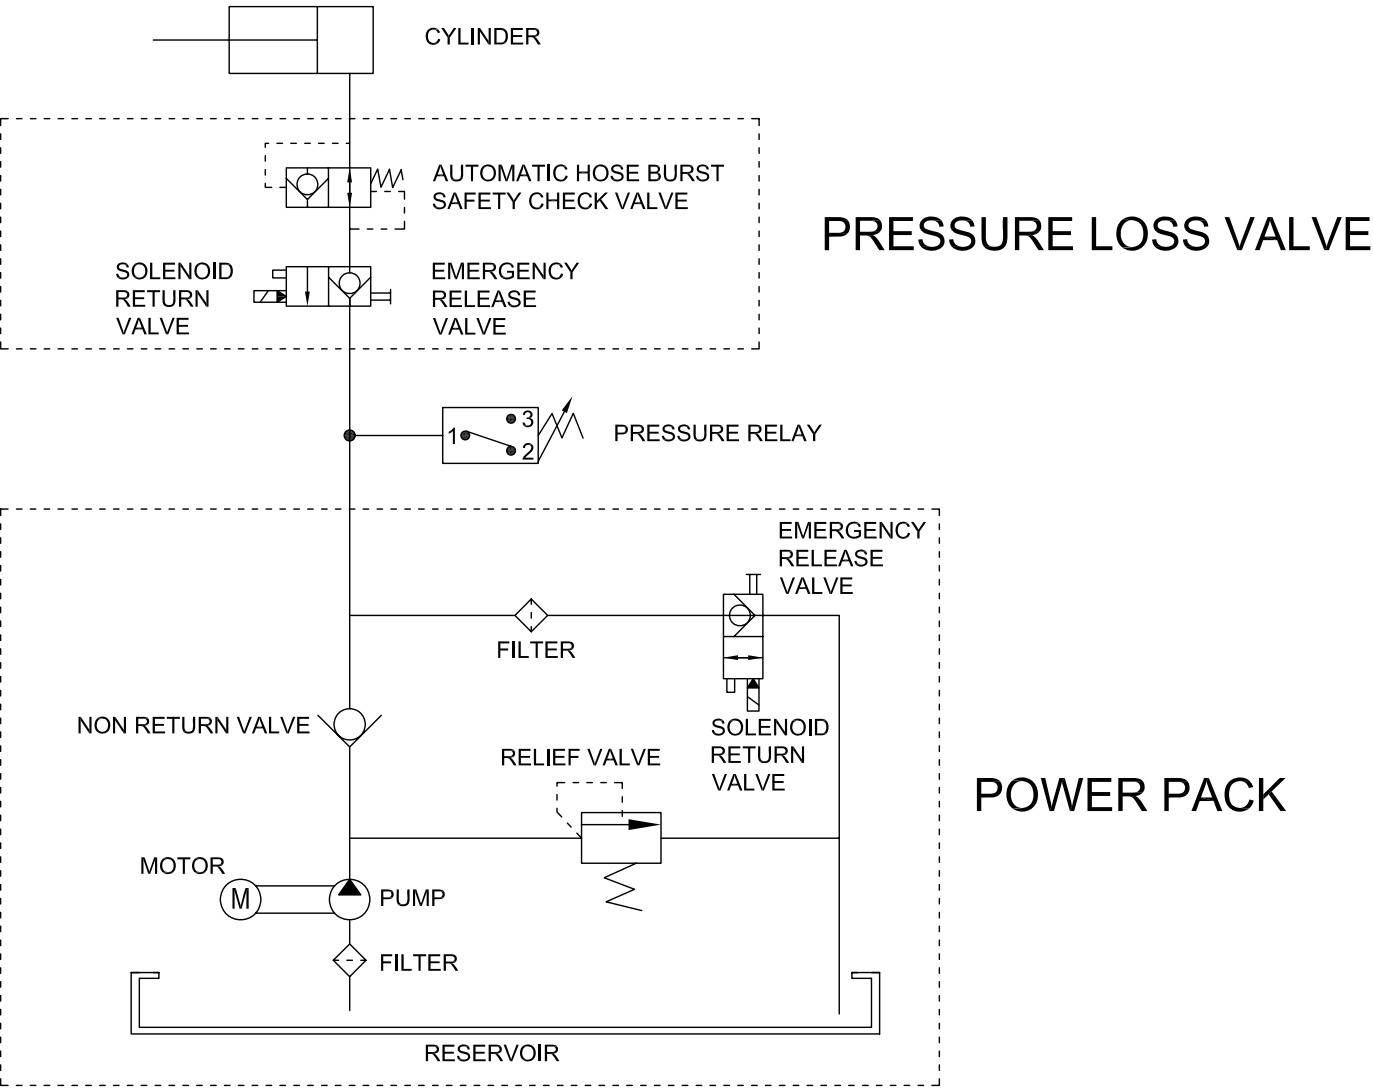 CYLINDER
AUTOMATIC HOSE BURST
SAFETY CHECK VALVE
PRESSURE LOSS VALVE
SOLENOID
RETURN
VALVE
EMERGENCY
RELEASE
VALVE
3
1
2
PRESSURE RELAY
EMERGENCY
RELEASE
VALVE
FILTER
NON RETURN VALVE
SOLENOID
RETURN
VALVE
RELIEF VALVE
POWER PACK
MOTOR
M
PUMP
FILTER
RESERVOIR